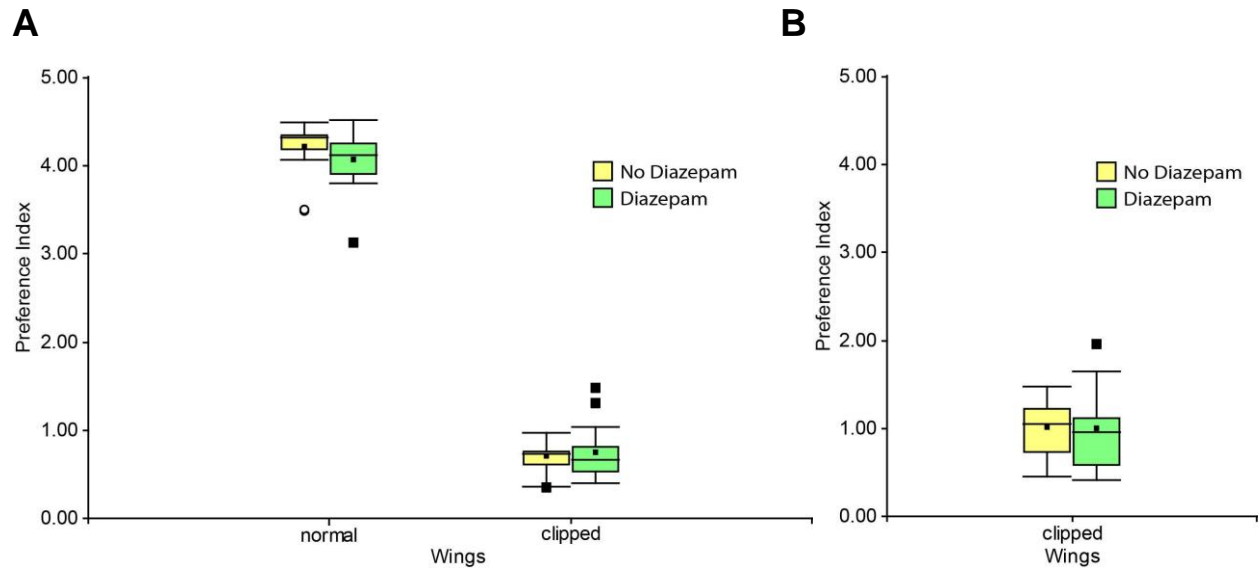 A
5.00
4.00
3.00
2.00
1.00
0.00
Preference Index
No Diazepam
Diazepam
normal
clipped
Wings
B
5.00
4.00
3.00
2.00
1.00
0.00
Preference Index
No Diazepam
Diazepam
clipped
Wings